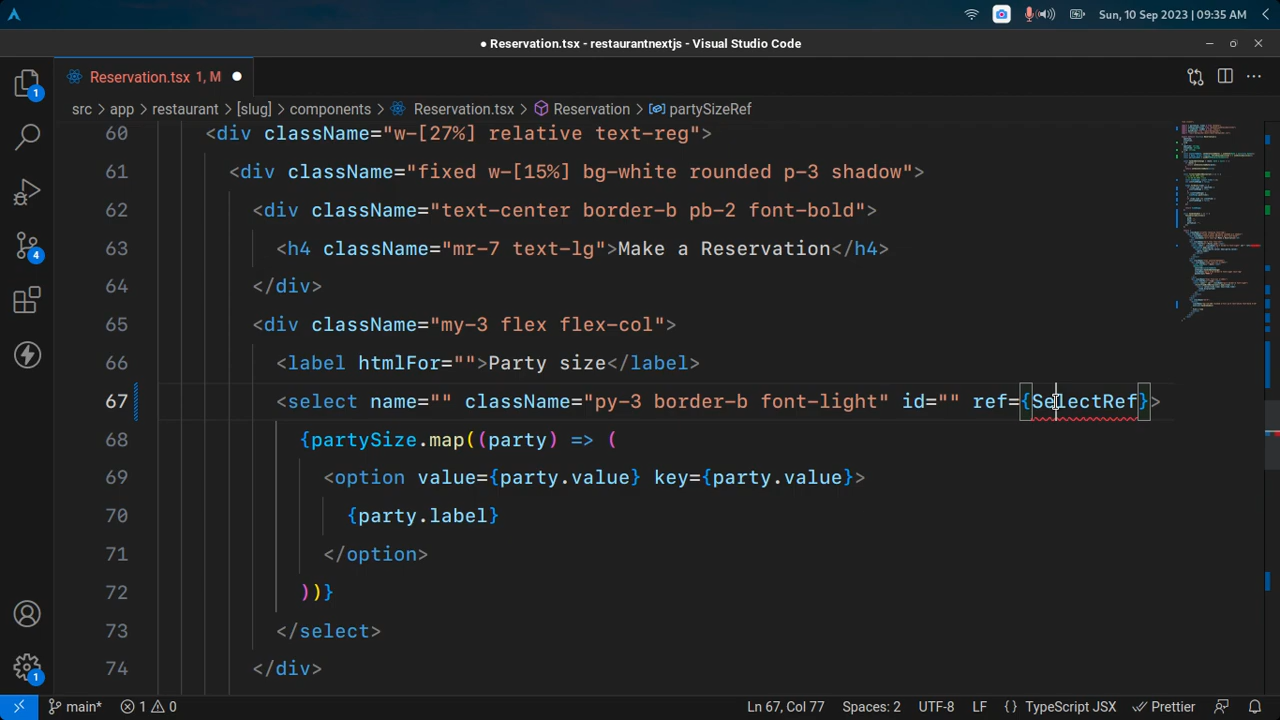 Sun, 10 Sep 2023 | 09:35 AM
● Reservation.tsx - restaurantnextjs - Visual Studio Code
Reservation.tsx 1, M
src > app > restaurant > [slug] > components > Reservation.tsx > Reservation > partySizeRef
60 <div className="w-[27%] relative text-reg">
61 <div className="fixed w-[15%] bg-white rounded p-3 shadow">
62 <div className="text-center border-b pb-2 font-bold">
63 <h4 className="mr-7 text-lg">Make a Reservation</h4>
64 </div>
65 <div className="my-3 flex flex-col">
66 <label htmlFor="">Party size</label>
67 <select name="" className="py-3 border-b font-light" id="" ref={SelectRef}>
68 {partySize.map((party) => (
69 <option value={party.value} key={party.value}>
70 {party.label}
71 </option>
72 ))}
73 </select>
74 </div>
1
4
1
main* 1 0 Ln 67, Col 77 Spaces: 2 UTF-8 LF {} TypeScript JSX Prettier